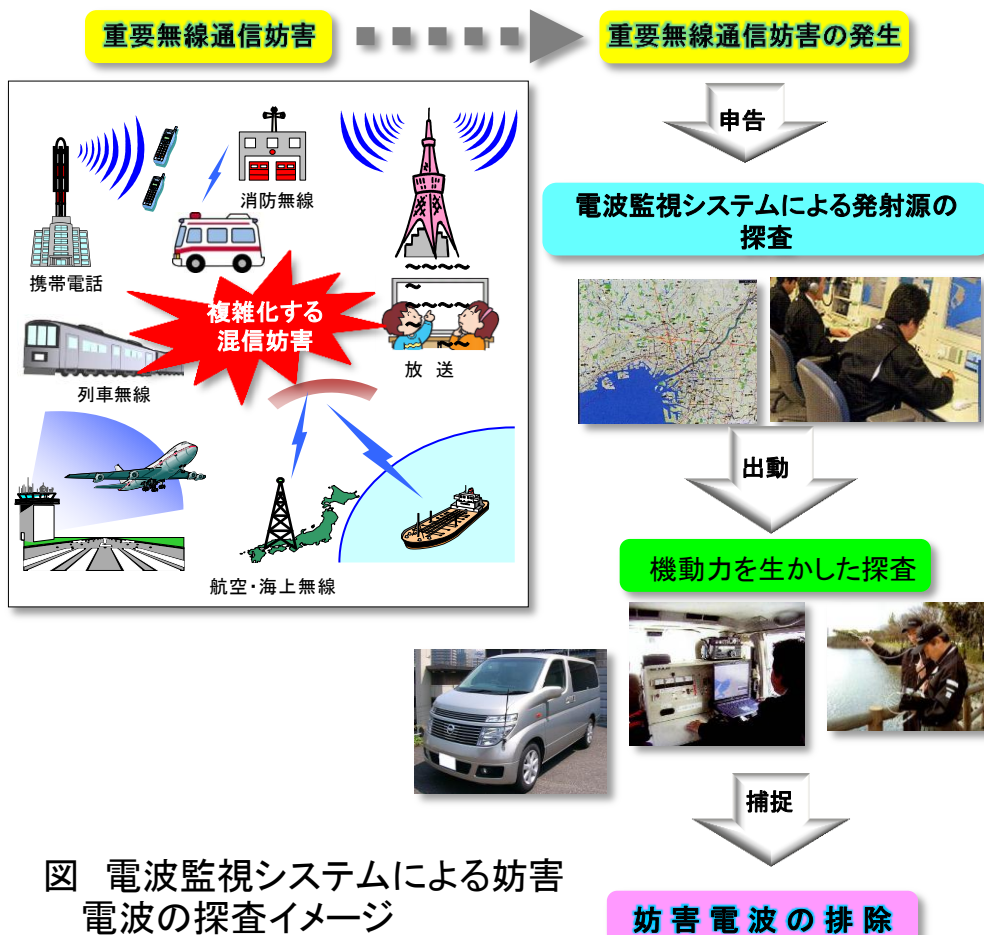 重要無線通信妨害
重要無線通信妨害の発生
申告
電波監視システムによる発射源の
探査
消防無線
携帯電話
複雑化する
混信妨害
放 送
列車無線
出動
航空・海上無線
機動力を生かした探査
捕捉
図 電波監視システムによる妨害
電波の探査イメージ
妨害電波の排除